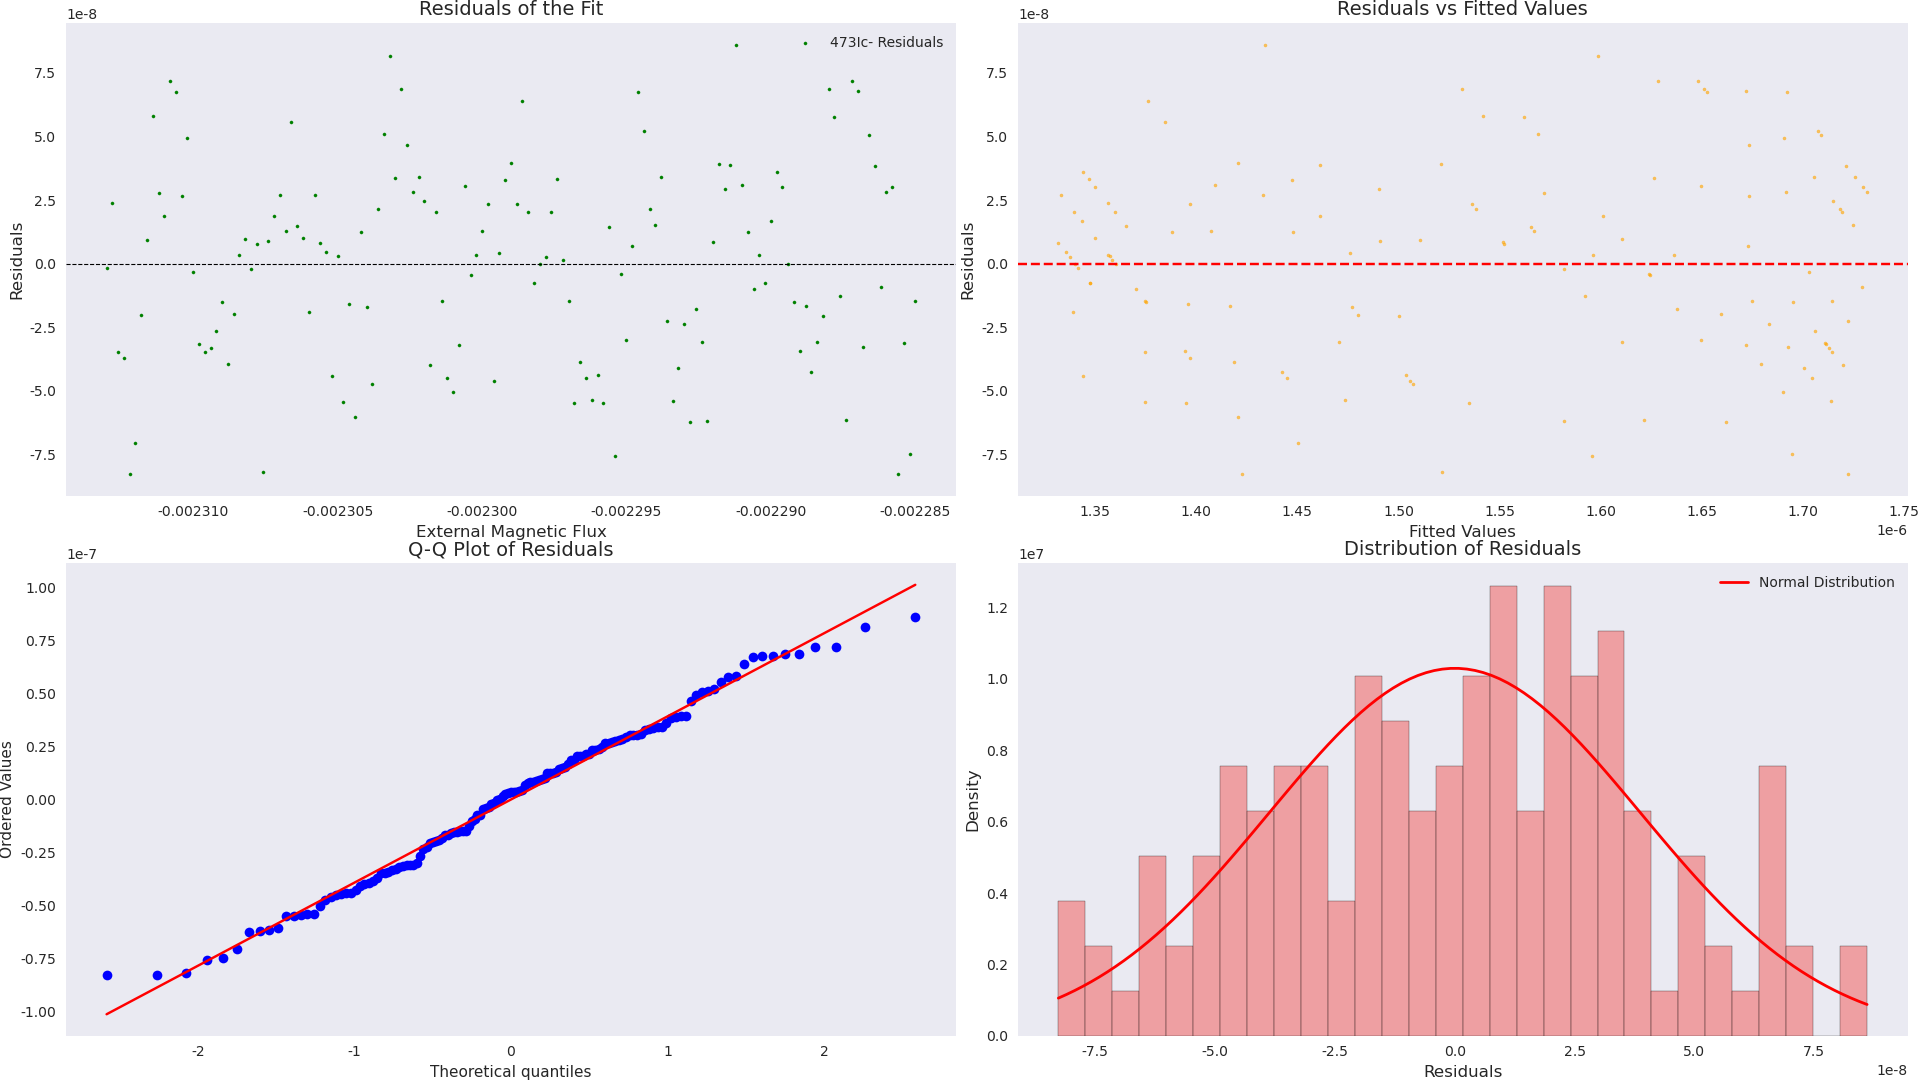 Residuals of the Fit
1e-8
473Ic- Residuals
7.5
5.0
2.5
0.0
-2.5
-5.0
-7.5
Residuals
-0.002310 -0.002305 -0.002300 -0.002295 -0.002290 -0.002285
External Magnetic Flux
Residuals vs Fitted Values
1e-8
7.5
5.0
2.5
0.0
-2.5
-5.0
-7.5
Residuals
1.35 1.40 1.45 1.50 1.55 1.60 1.65 1.70 1.75
1e-6
Fitted Values
Q-Q Plot of Residuals
1e-7
1.00
0.75
0.50
0.25
0.00
-0.25
-0.50
-0.75
-1.00
Ordered Values
-2 -1 0 1 2
Theoretical quantiles
Distribution of Residuals
1e7
Normal Distribution
1.2
1.0
0.8
0.6
0.4
0.2
0.0
Density
-7.5 -5.0 -2.5 0.0 2.5 5.0 7.5
1e-8
Residuals